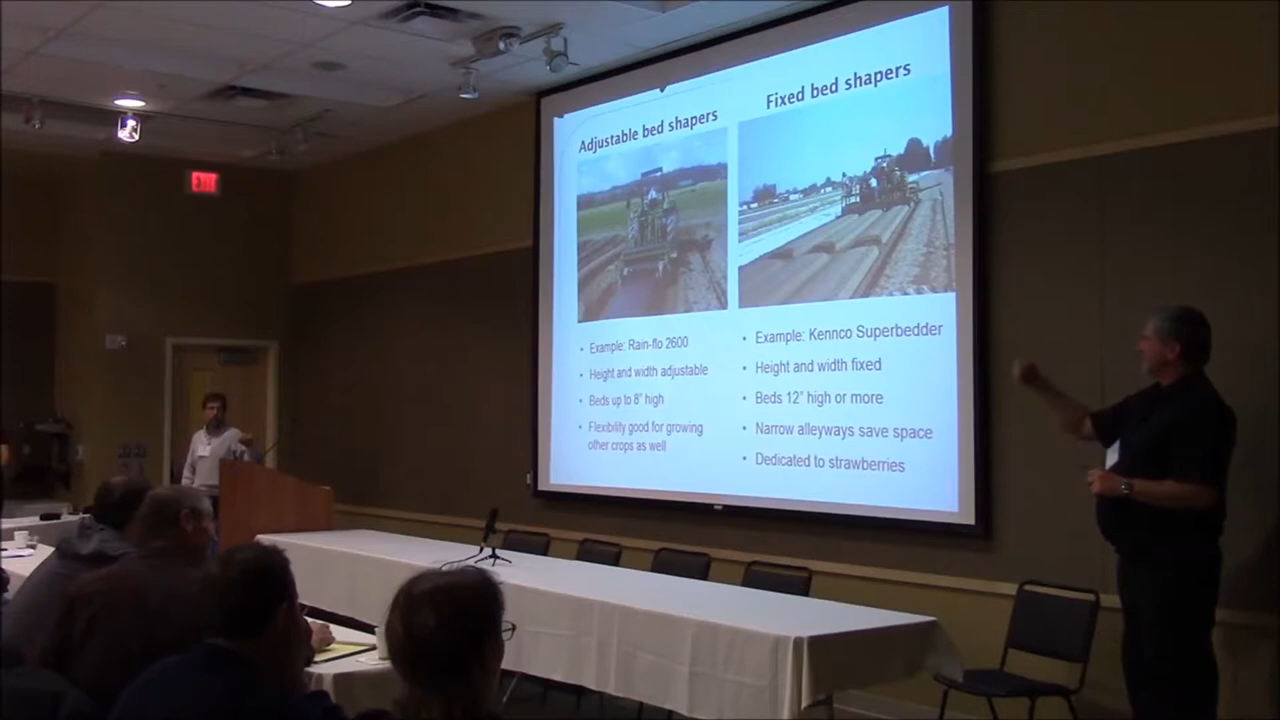 EXIT
Adjustable bed shapers
• Example: Rain-flo 2600
• Height and width adjustable
• Beds up to 8" high
• Flexibility good for growing
other crops as well
Fixed bed shapers
• Example: Kennco Superbedder
• Height and width fixed
• Beds 12" high or more
• Narrow alleyways save space
• Dedicated to strawberries